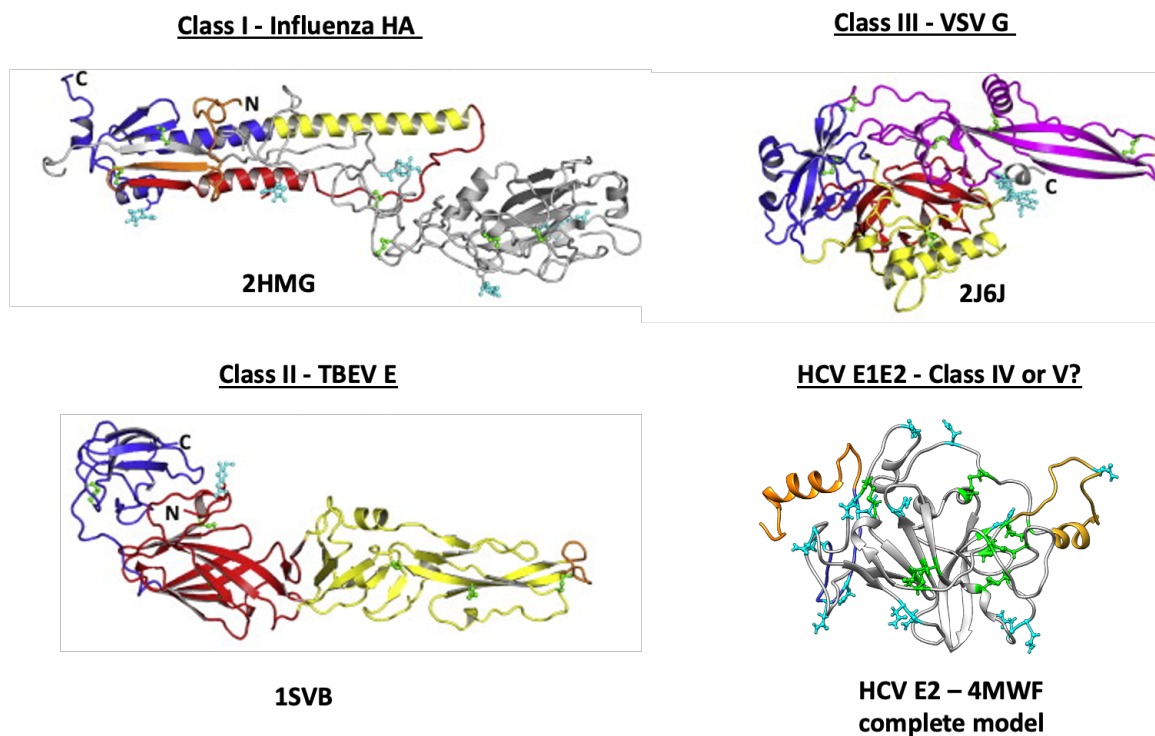 Class I - Influenza HA
Class III - VSV G
C
N
2HMG
C
2J6J
Class II - TBEV E
HCV E1E2 - Class IV or V?
C
N
1SVB
HCV E2 – 4MWF
complete model